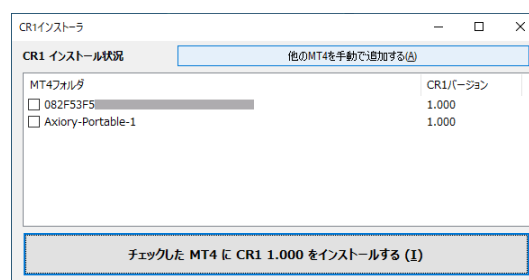 CR1インストーラ
CR1 インストール状況 他のMT4を手動で追加する(A)
MT4フォルダ CR1バージョン
082F53F5 1.000
Axiory-Portable-1 1.000
チェックした MT4 に CR1 1.000 をインストールする (I)